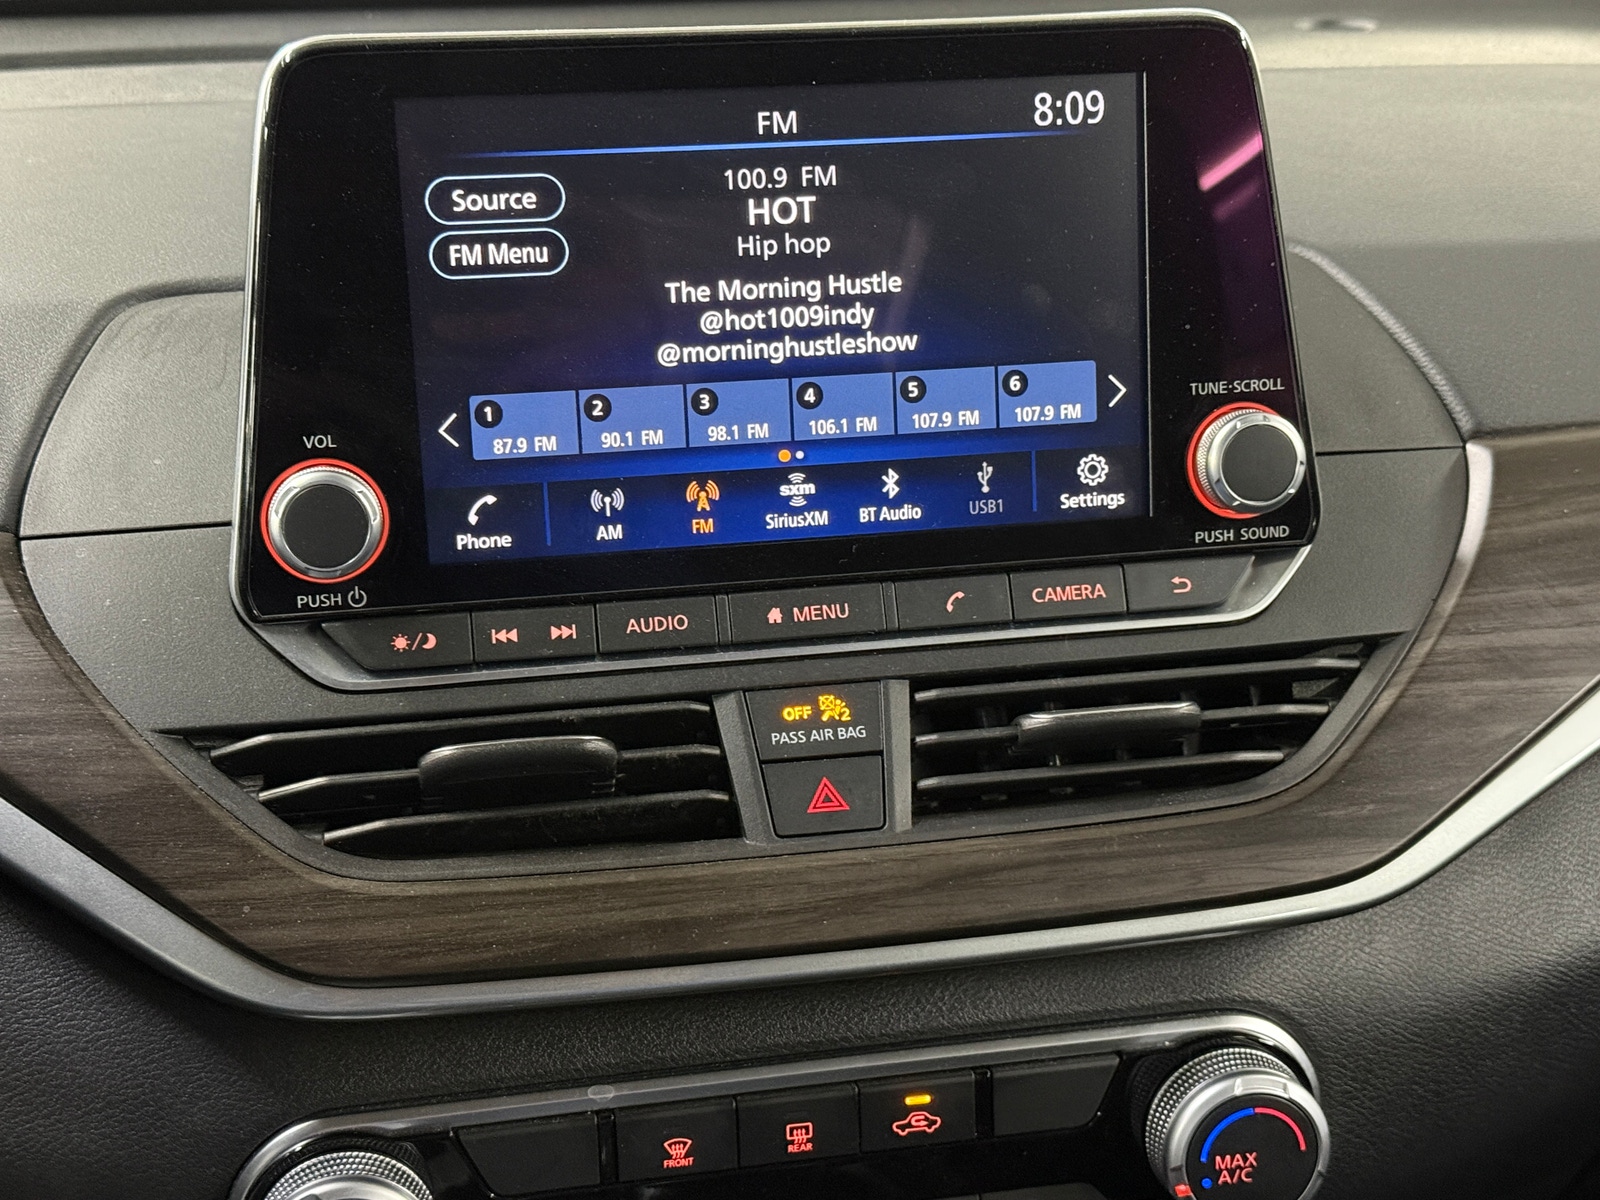 FM
8:09
Source
FM Menu
100.9 FM
HOT
Hip hop
The Morning Hustle
@hot1009indy
@morninghustleshow
1
87.9 FM
2
90.1 FM
3
98.1 FM
4
106.1 FM
5
107.9 FM
6
107.9 FM
Phone
AM
FM
sxm
SiriusXM
BT Audio
USB1
Settings
VOL
PUSH
TUNE·SCROLL
PUSH SOUND
AUDIO
MENU
CAMERA
OFF 2
PASS AIR BAG
FRONT
REAR
MAX
A/C